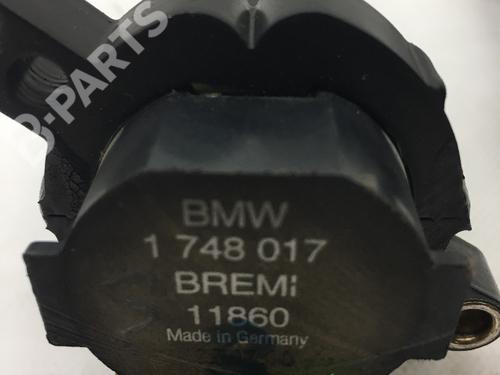 B-PARTS
BMW
1 748 017
BREMi
11860
Made in Germany